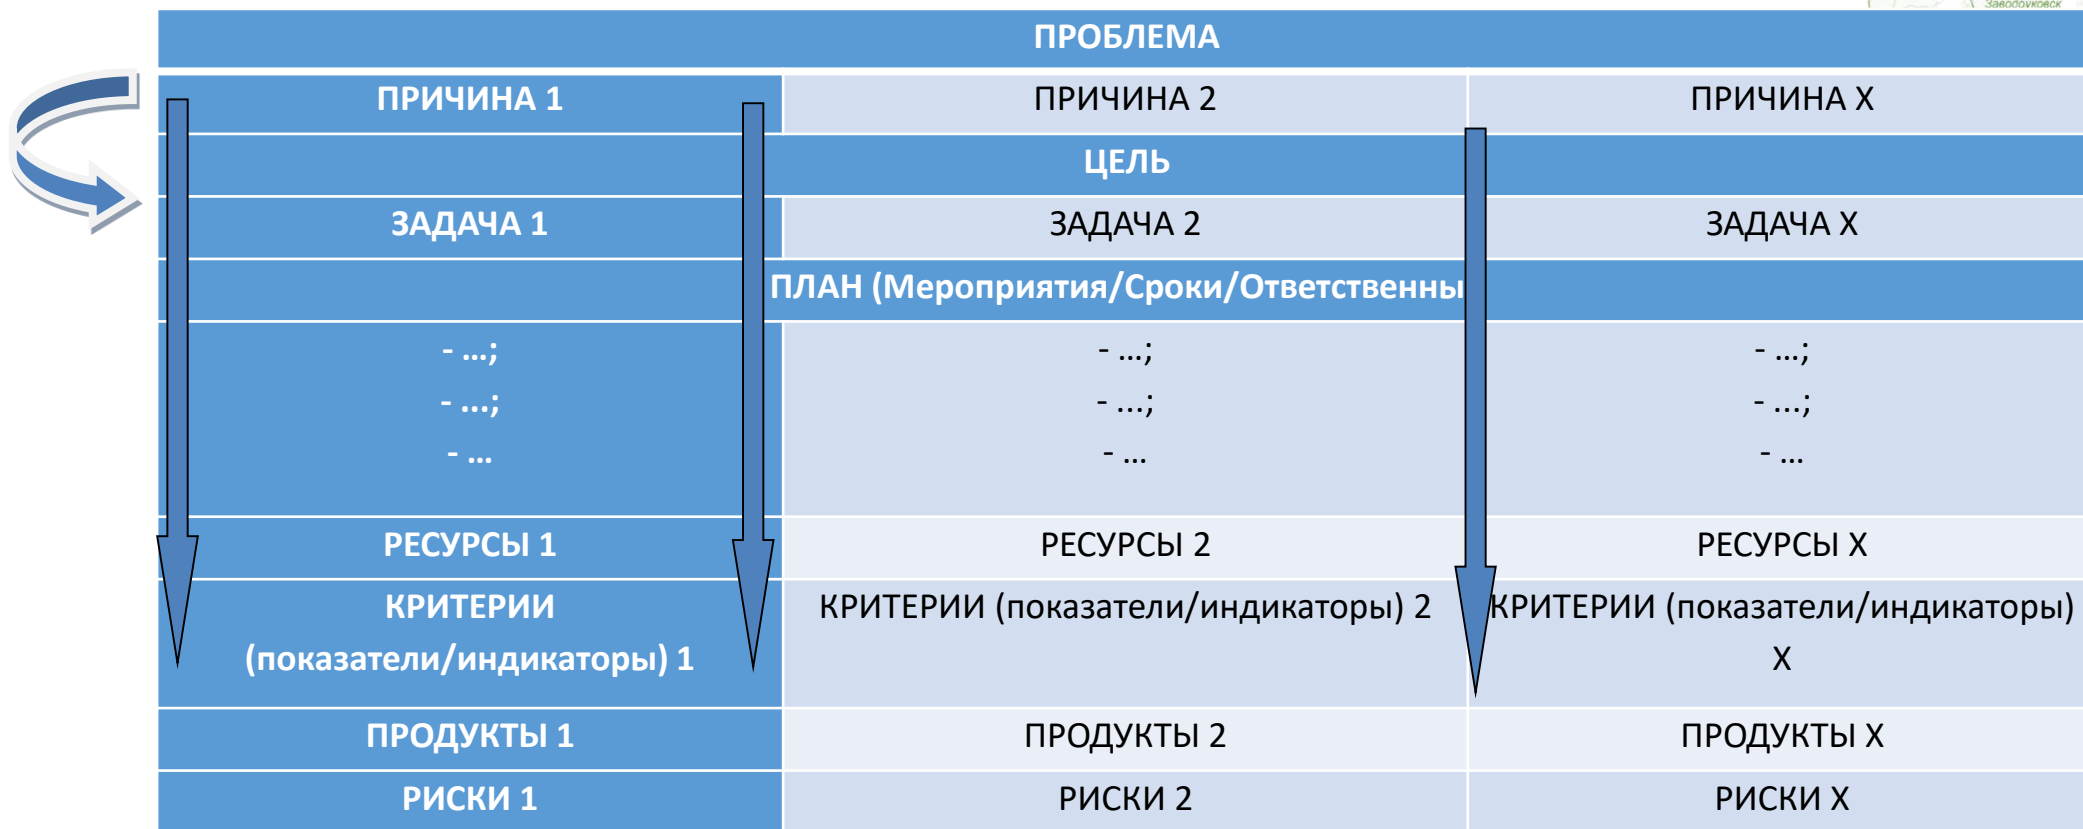 Заводоуковск
ПРОБЛЕМА
ПРИЧИНА 1 ПРИЧИНА 2 ПРИЧИНА Х
ЦЕЛЬ
ЗАДАЧА 1 ЗАДАЧА 2 ЗАДАЧА Х
ПЛАН (Мероприятия/Сроки/Ответственны
- …; - …; - …;
- ...; - ...; - ...;
- … - … - …
РЕСУРСЫ 1 РЕСУРСЫ 2 РЕСУРСЫ Х
КРИТЕРИИ КРИТЕРИИ (показатели/индикаторы) 2 КРИТЕРИИ (показатели/индикаторы)
(показатели/индикаторы) 1 Х
ПРОДУКТЫ 1 ПРОДУКТЫ 2 ПРОДУКТЫ Х
РИСКИ 1 РИСКИ 2 РИСКИ Х